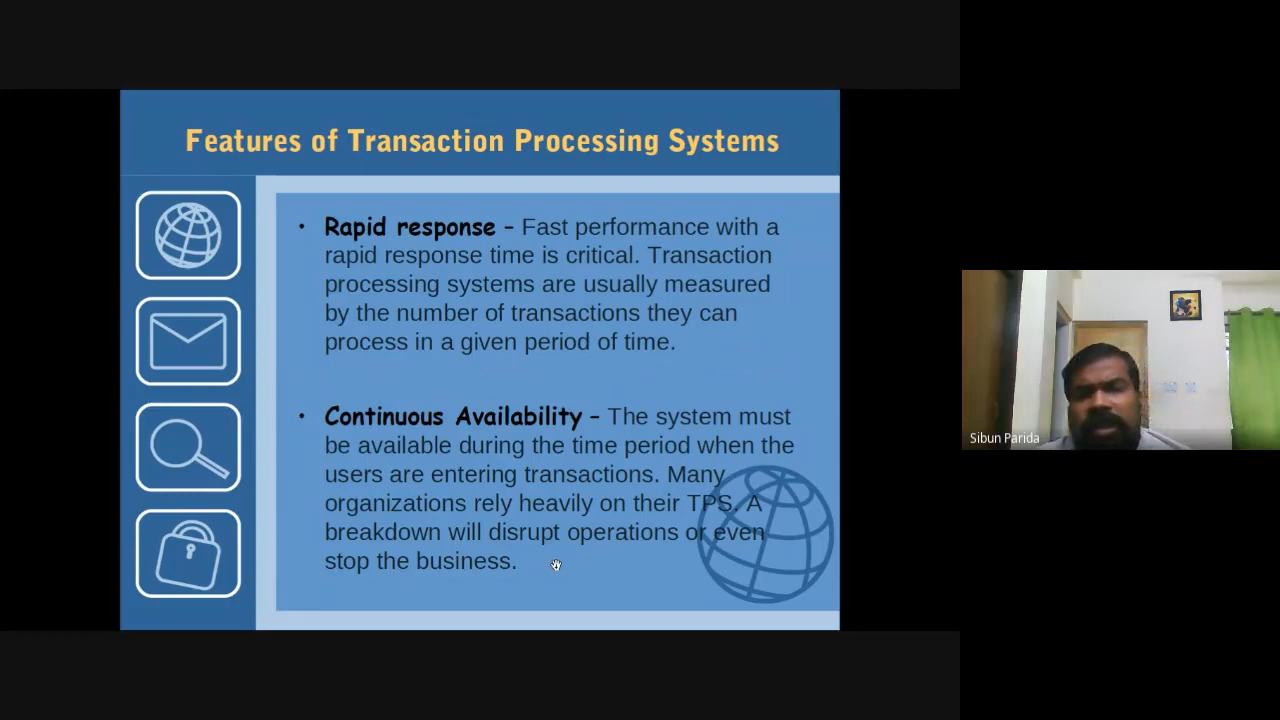 Features of Transaction Processing Systems
• Rapid response – Fast performance with a
rapid response time is critical. Transaction
processing systems are usually measured
by the number of transactions they can
process in a given period of time.
• Continuous Availability – The system must
be available during the time period when the
users are entering transactions. Many
organizations rely heavily on their TPS. A
breakdown will disrupt operations or even
stop the business.
Sibun Parida